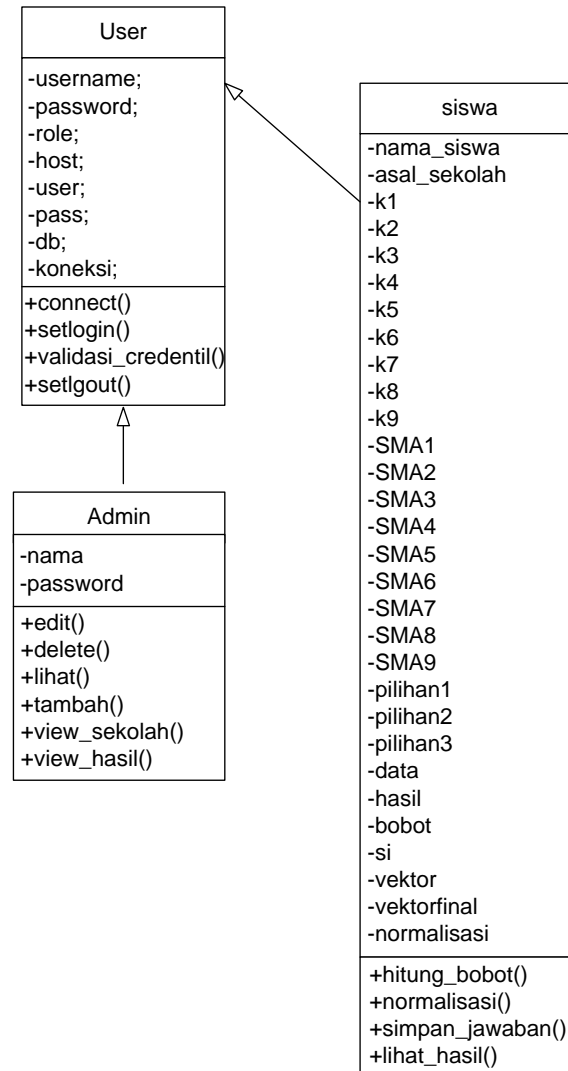 User
-username;
-password;
-role;
-host;
-user;
-pass;
-db;
-koneksi;
+connect()
+setlogin()
+validasi_credentil()
+setlgout()
Admin
-nama
-password
+edit()
+delete()
+lihat()
+tambah()
+view_sekolah()
+view_hasil()
siswa
-nama_siswa
-asal_sekolah
-k1
-k2
-k3
-k4
-k5
-k6
-k7
-k8
-k9
-SMA1
-SMA2
-SMA3
-SMA4
-SMA5
-SMA6
-SMA7
-SMA8
-SMA9
-pilihan1
-pilihan2
-pilihan3
-data
-hasil
-bobot
-si
-vektor
-vektorfinal
-normalisasi
+hitung_bobot()
+normalisasi()
+simpan_jawaban()
+lihat_hasil()